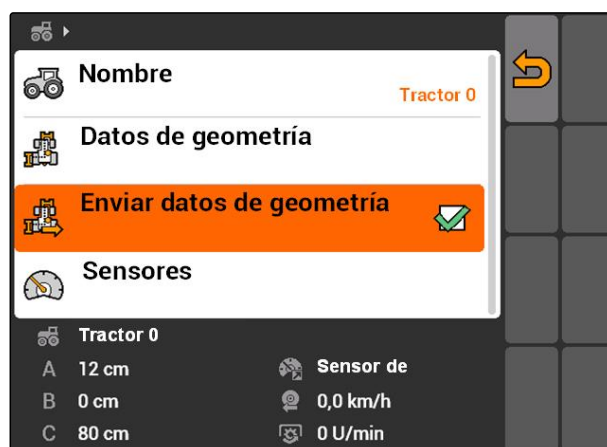 Nombre
Tractor 0
Datos de geometría
Enviar datos de geometría
Sensores
Tractor 0
A 12 cm Sensor de
B 0 cm 0,0 km/h
C 80 cm 0 U/min